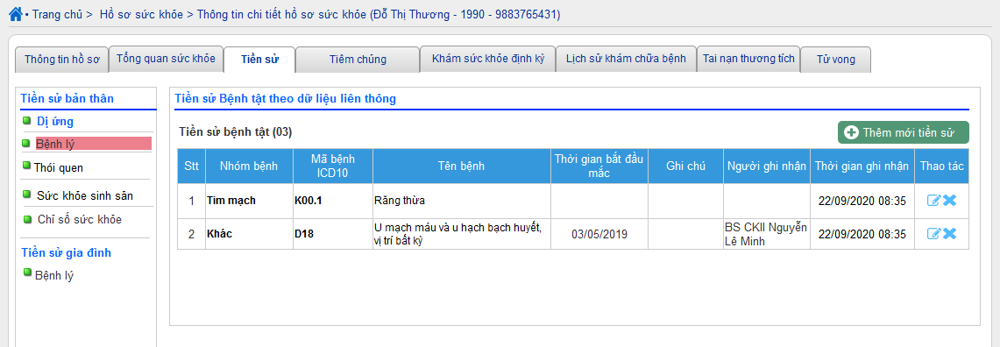 • Trang chủ > Hồ sơ sức khỏe > Thông tin chi tiết hồ sơ sức khỏe (Đỗ Thị Thương - 1990 - 9883765431)
Thông tin hồ sơ Tổng quan sức khỏe Tiền sử Tiêm chủng Khám sức khỏe định kỳ Lịch sử khám chữa bệnh Tai nạn thương tích Tử vong
Tiền sử bản thân
Dị ứng
Bệnh lý
Thói quen
Sức khỏe sinh sản
Chỉ số sức khỏe
Tiền sử gia đình
Bệnh lý
Tiền sử Bệnh tật theo dữ liệu liên thông
Tiền sử bệnh tật (03)
Thêm mới tiền sử
Stt Nhóm bệnh Mã bệnh ICD10 Tên bệnh Thời gian bắt đầu mắc Ghi chú Người ghi nhận Thời gian ghi nhận Thao tác
1 Tim mạch K00.1 Răng thừa 22/09/2020 08:35
2 Khác D18 U mạch máu và u hạch bạch huyết, vị trí bất kỳ 03/05/2019 BS CKII Nguyễn Lê Minh 22/09/2020 08:35